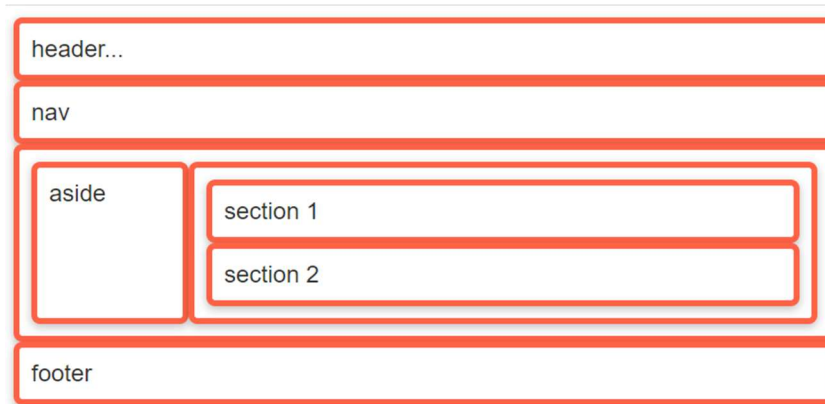 header...
nav
aside
section 1
section 2
footer